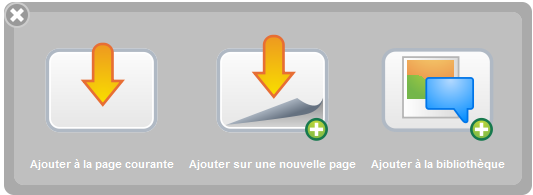 Ajouter à la page courante
Ajouter sur une nouvelle page
Ajouter à la bibliothèque